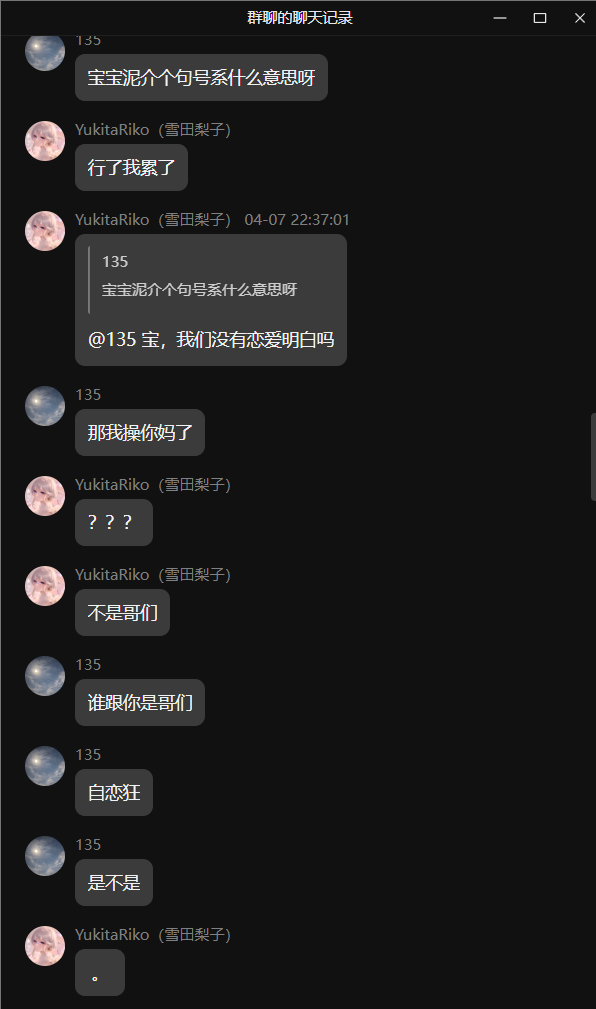 群聊的聊天记录
135
宝宝泥介个句号系什么意思呀
YukitaRiko（雪田梨子）
行了我累了
YukitaRiko（雪田梨子） 04-07 22:37:01
135
宝宝泥介个句号系什么意思呀
@135 宝，我们没有恋爱明白吗
135
那我操你妈了
YukitaRiko（雪田梨子）
？？？
YukitaRiko（雪田梨子）
不是哥们
135
谁跟你是哥们
135
自恋狂
135
是不是
YukitaRiko（雪田梨子）
。